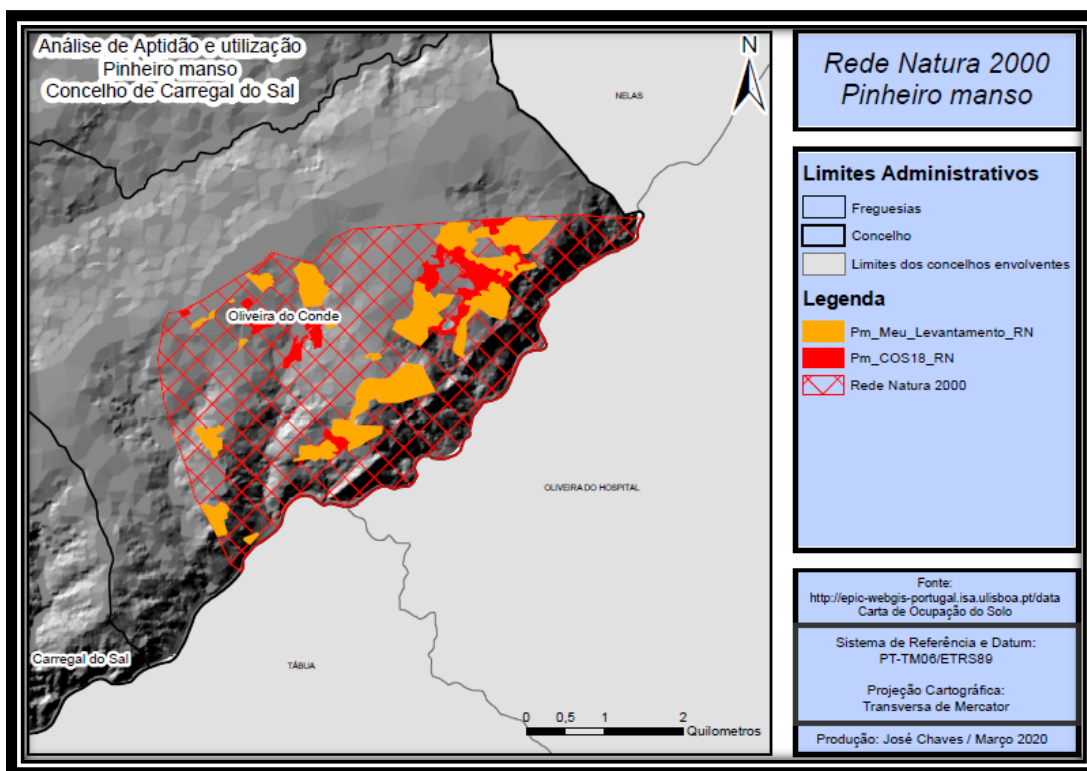 Análise de Aptidão e utilização
Pinheiro manso
Concelho de Carregal do Sal
N
NELAS
Oliveira do Conde
OLIVEIRA DO HOSPITAL
Carregal do Sal
TÁBUA
0 0,5 1 2
Quilometros
Rede Natura 2000
Pinheiro manso
Limites Administrativos
Freguesias
Concelho
Limites dos concelhos envolventes
Legenda
Pm_Meu_Levantamento_RN
Pm_COS18_RN
Rede Natura 2000
Fonte:
http://epic-webgis-portugal.isa.ulisboa.pt/data
Carta de Ocupação do Solo
Sistema de Referência e Datum:
PT-TM06/ETRS89
Projeção Cartográfica:
Transversa de Mercator
Produção: José Chaves / Março 2020